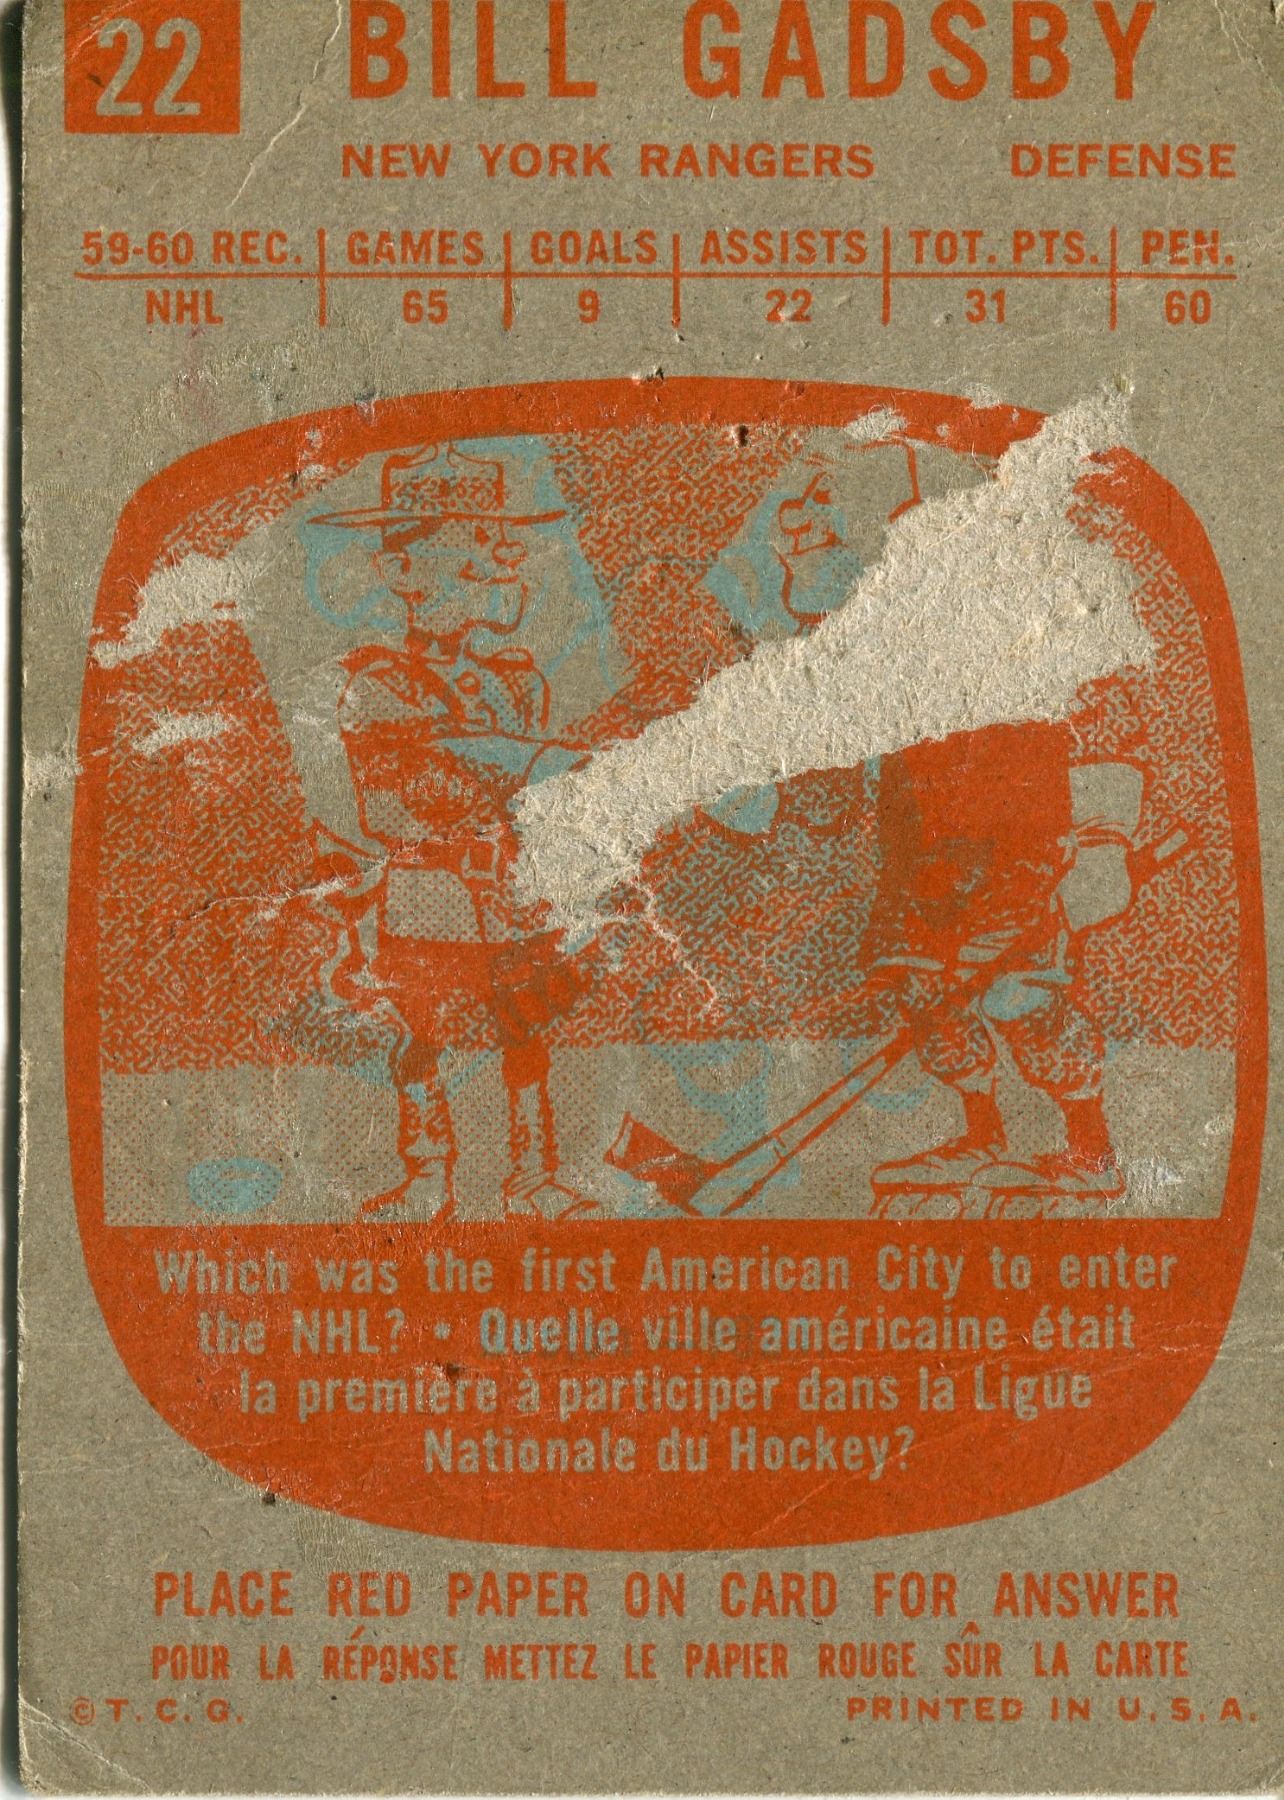 22 BILL GADSBY
NEW YORK RANGERS DEFENSE
59-60 REC. GAMES GOALS ASSISTS TOT. PTS. PEN.
NHL 65 9 22 31 60
Which was the first American City to enter
the NHL? • Quelle ville américaine était
la première à participer dans la Ligue
Nationale du Hockey?
PLACE RED PAPER ON CARD FOR ANSWER
POUR LA RÉPONSE METTEZ LE PAPIER ROUGE SÛR LA CARTE
© T. C. G. PRINTED IN U. S. A.